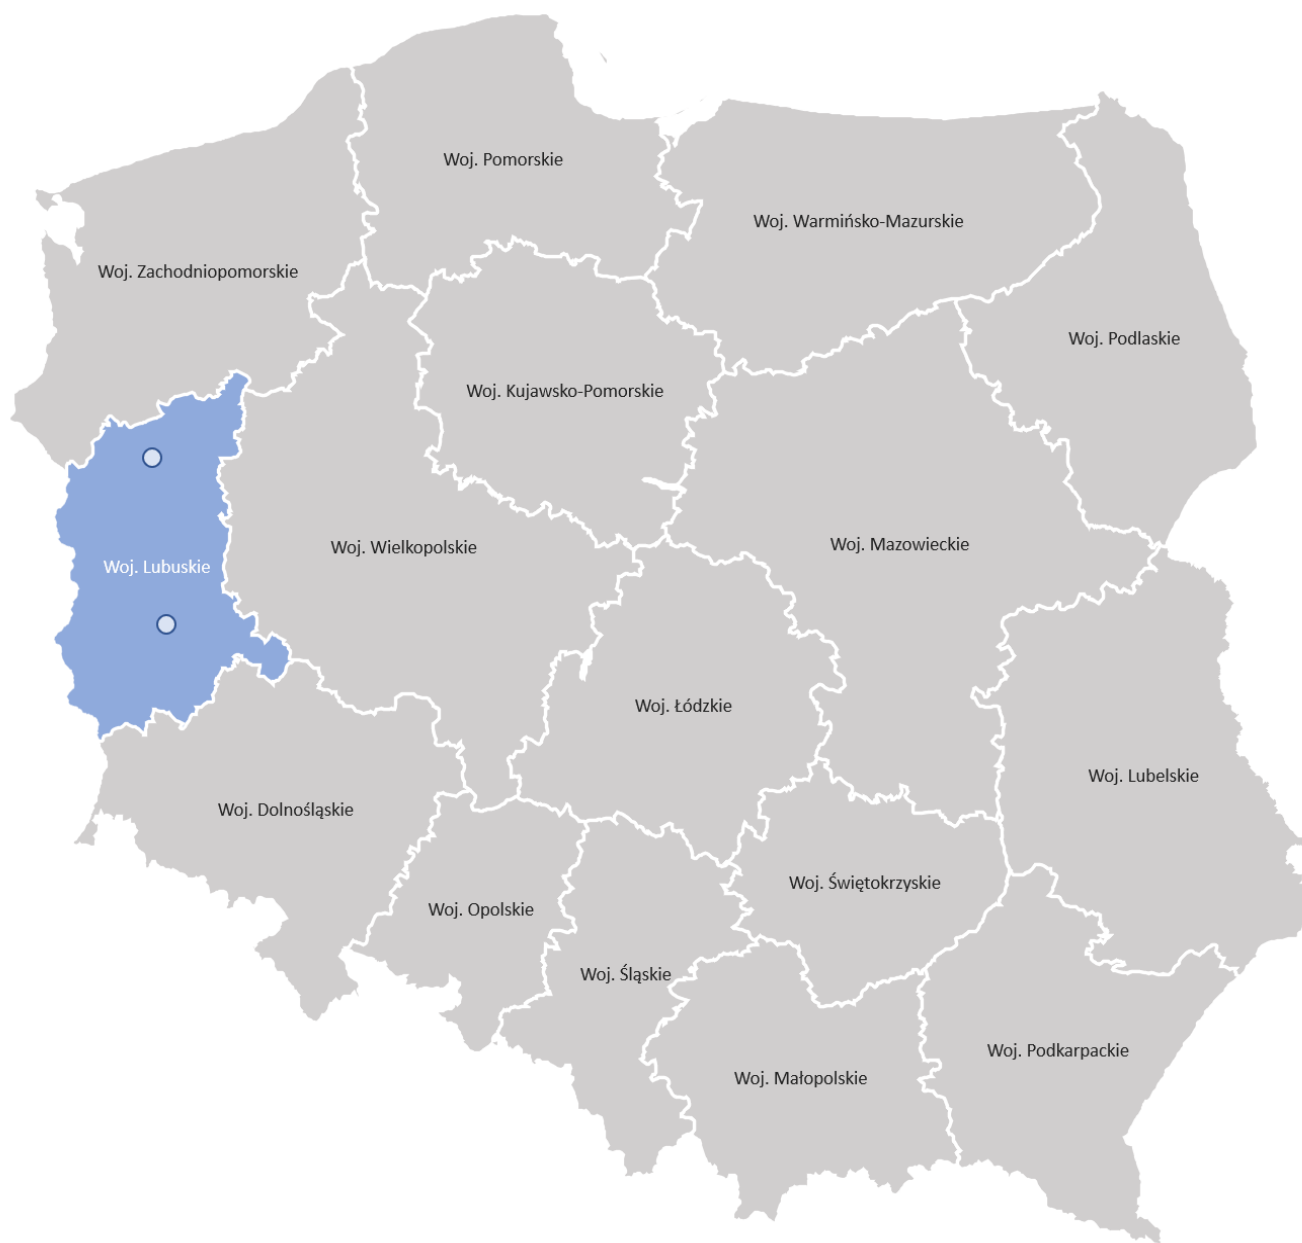 Woj. Pomorskie
Woj. Warmińsko-Mazurskie
Woj. Zachodniopomorskie
Woj. Podlaskie
Woj. Kujawsko-Pomorskie
Woj. Wielkopolskie
Woj. Mazowieckie
Woj. Lubuskie
Woj. Łódzkie
Woj. Lubelskie
Woj. Dolnośląskie
Woj. Świętokrzyskie
Woj. Opolskie
Woj. Śląskie
Woj. Podkarpackie
Woj. Małopolskie